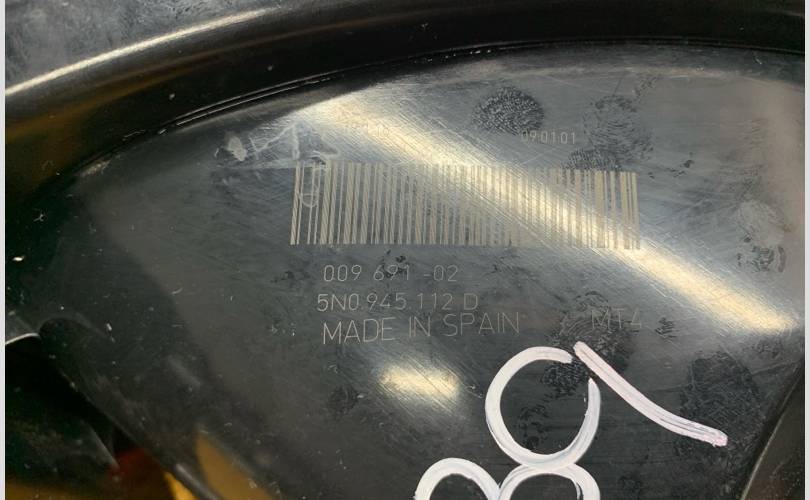 090101
009 691 -02
5N0.945.112 D
MADE IN SPAIN
MT4